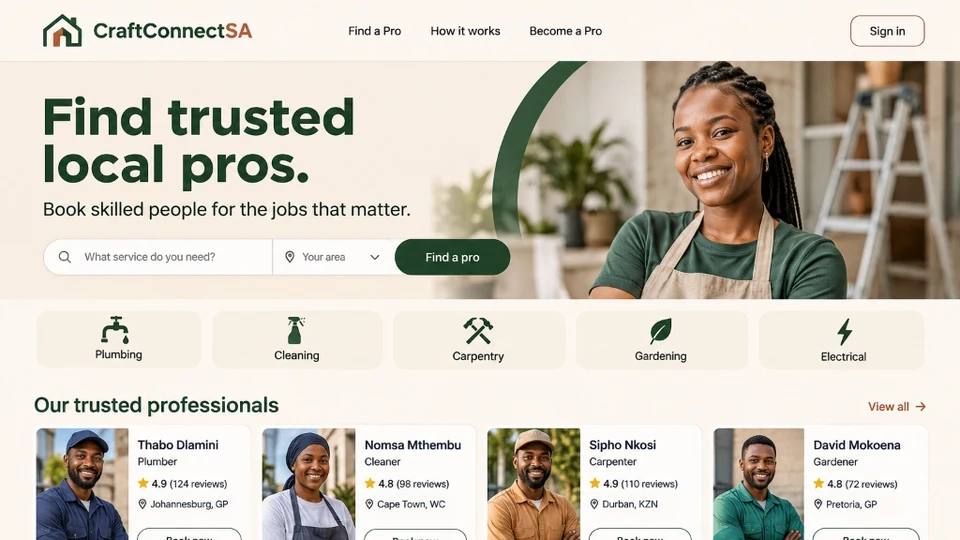 CraftConnectSA
Find a Pro
How it works
Become a Pro
Sign in
Find trusted
local pros.
Book skilled people for the jobs that matter.
What service do you need?
Your area
Find a pro
Plumbing
Cleaning
Carpentry
Gardening
Electrical
Our trusted professionals
View all
Thabo Dlamini
Plumber
4.9 (124 reviews)
Johannesburg, GP
Nomsa Mthembu
Cleaner
4.8 (98 reviews)
Cape Town, WC
Sipho Nkosi
Carpenter
4.9 (110 reviews)
Durban, KZN
David Mokoena
Gardener
4.8 (72 reviews)
Pretoria, GP